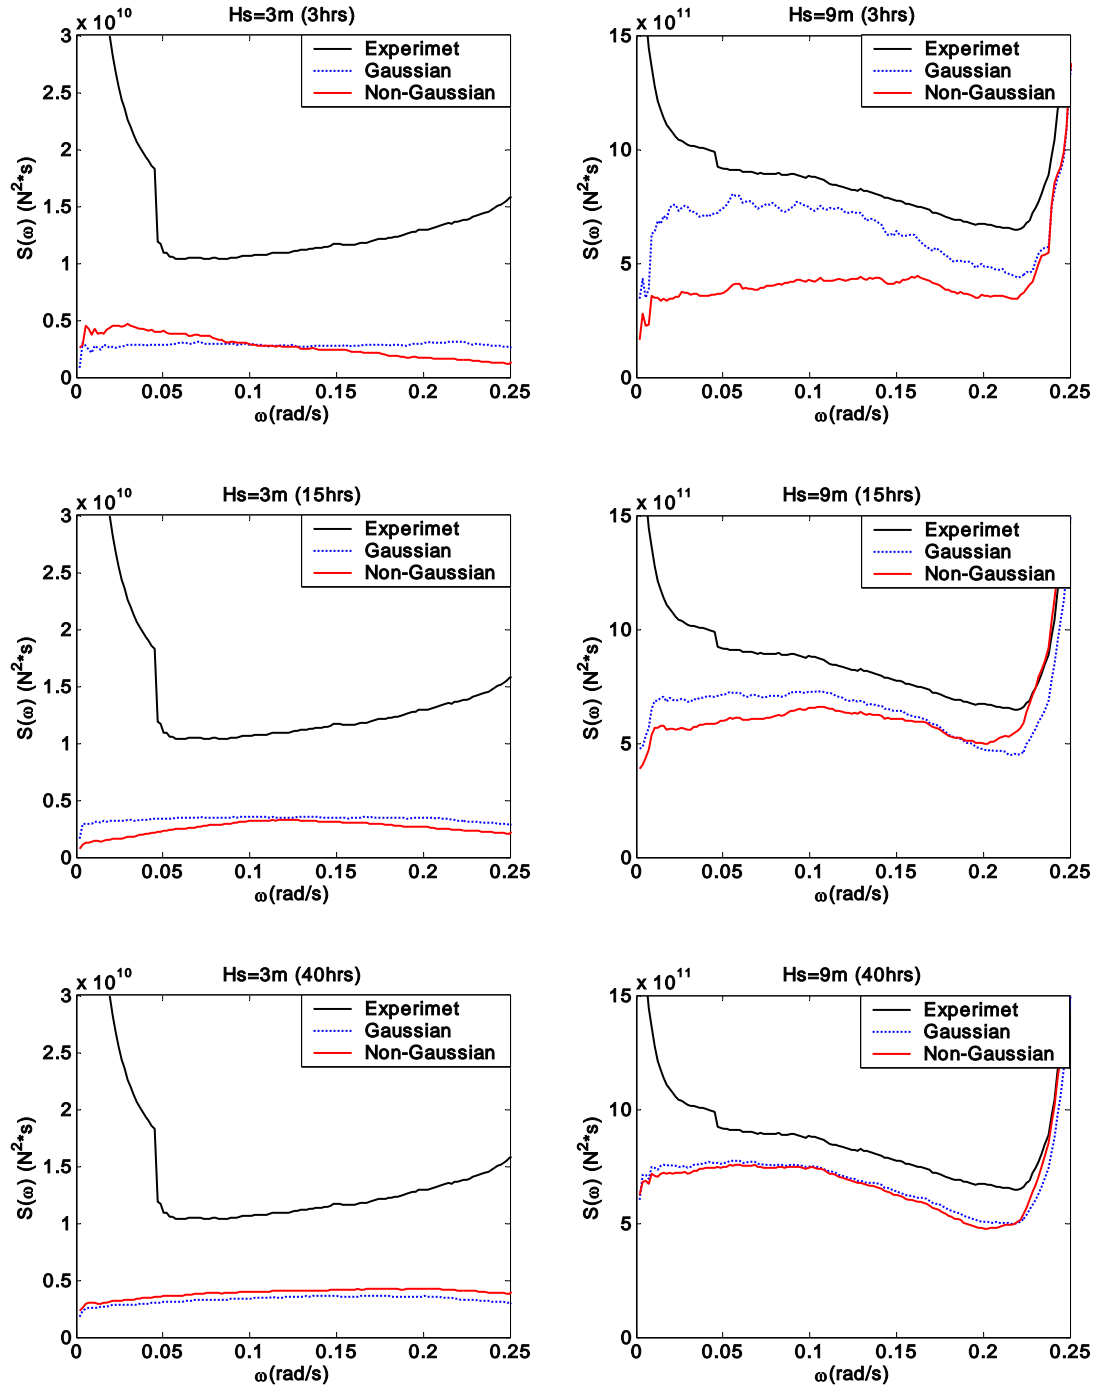 Hs=3m (3hrs)
x 10^10
3
2.5
2
1.5
1
0.5
0
S(ω) (N^2*s)
Experimet
Gaussian
Non-Gaussian
0 0.05 0.1 0.15 0.2 0.25
ω(rad/s)
Hs=9m (3hrs)
x 10^11
15
10
5
0
S(ω) (N^2*s)
Experimet
Gaussian
Non-Gaussian
0 0.05 0.1 0.15 0.2 0.25
ω(rad/s)
Hs=3m (15hrs)
x 10^10
3
2.5
2
1.5
1
0.5
0
S(ω) (N^2*s)
Experimet
Gaussian
Non-Gaussian
0 0.05 0.1 0.15 0.2 0.25
ω(rad/s)
Hs=9m (15hrs)
x 10^11
15
10
5
0
S(ω) (N^2*s)
Experimet
Gaussian
Non-Gaussian
0 0.05 0.1 0.15 0.2 0.25
ω(rad/s)
Hs=3m (40hrs)
x 10^10
3
2.5
2
1.5
1
0.5
0
S(ω) (N^2*s)
Experimet
Gaussian
Non-Gaussian
0 0.05 0.1 0.15 0.2 0.25
ω(rad/s)
Hs=9m (40hrs)
x 10^11
15
10
5
0
S(ω) (N^2*s)
Experimet
Gaussian
Non-Gaussian
0 0.05 0.1 0.15 0.2 0.25
ω(rad/s)